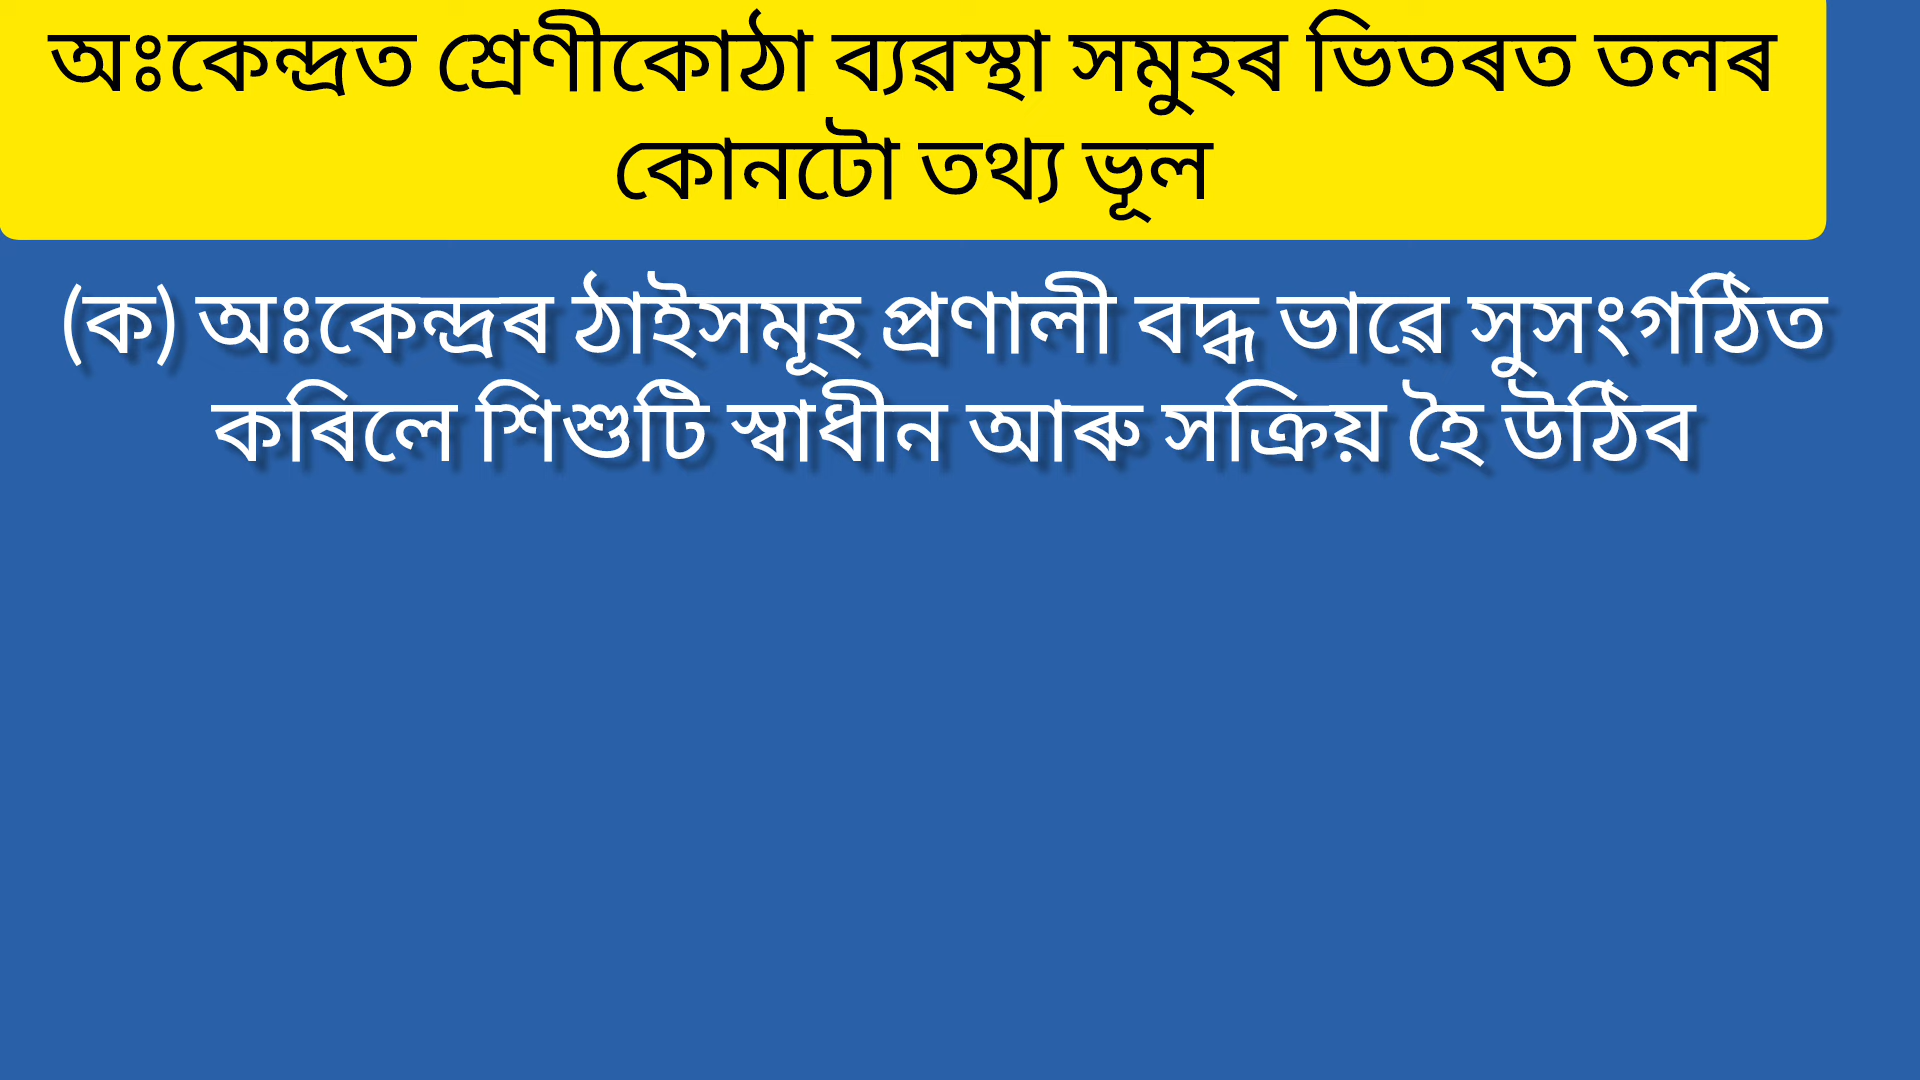 অঃকেন্দ্ৰত শ্ৰেণীকোঠা ব্যৱস্থা সমুহৰ ভিতৰত তলৰ
কোনটো তথ্য ভূল
(ক) অঃকেন্দ্ৰৰ ঠাইসমূহ প্ৰণালী বদ্ধ ভাৱে সুসংগঠিত
কৰিলে শিশুটি স্বাধীন আৰু সক্ৰিয় হৈ উঠিব